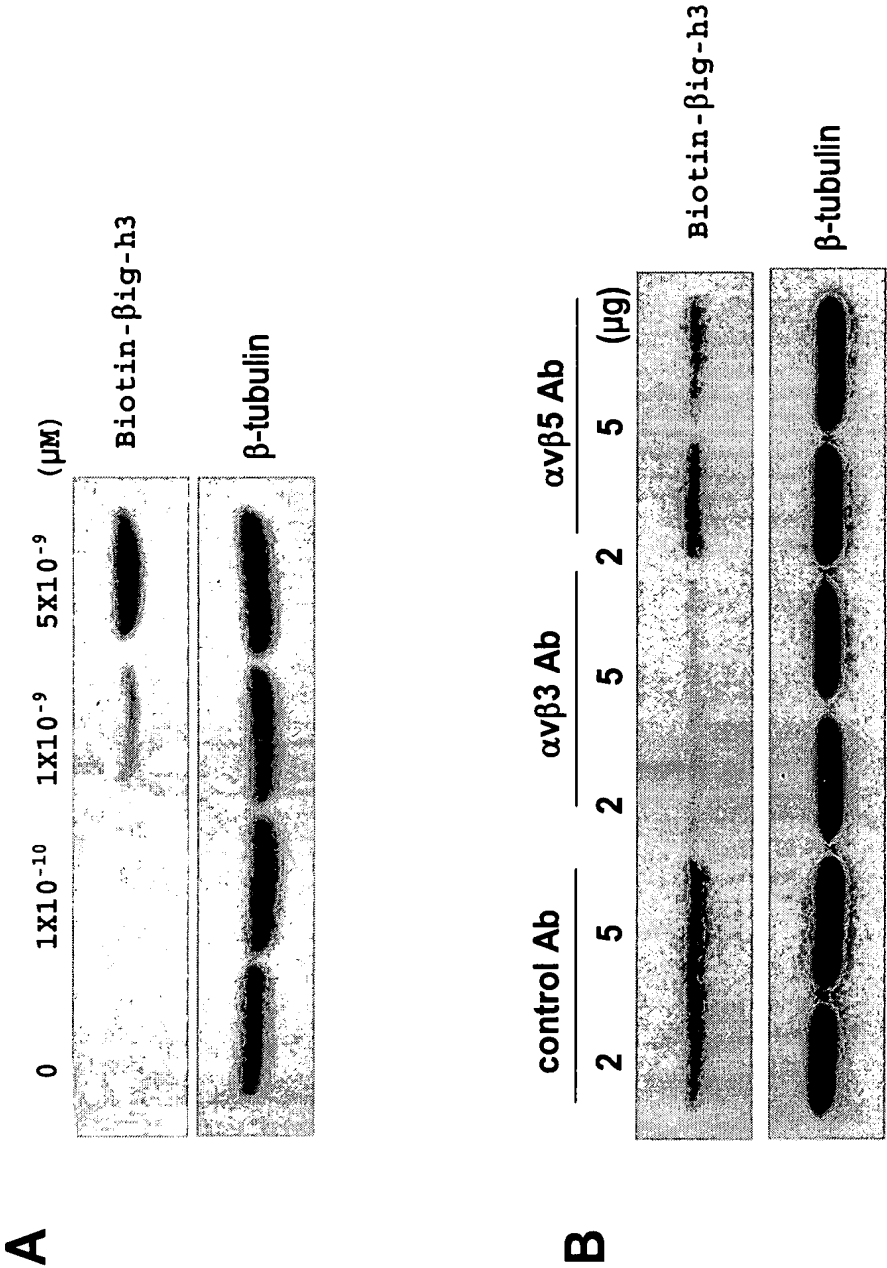 A
0 1X10⁻¹⁰ 1X10⁻⁹ 5X10⁻⁹ (µM)
Biotin-βig-h3
β-tubulin
B
control Ab αvβ3 Ab αvβ5 Ab
2 5 2 5 2 5 (µg)
Biotin-βig-h3
β-tubulin